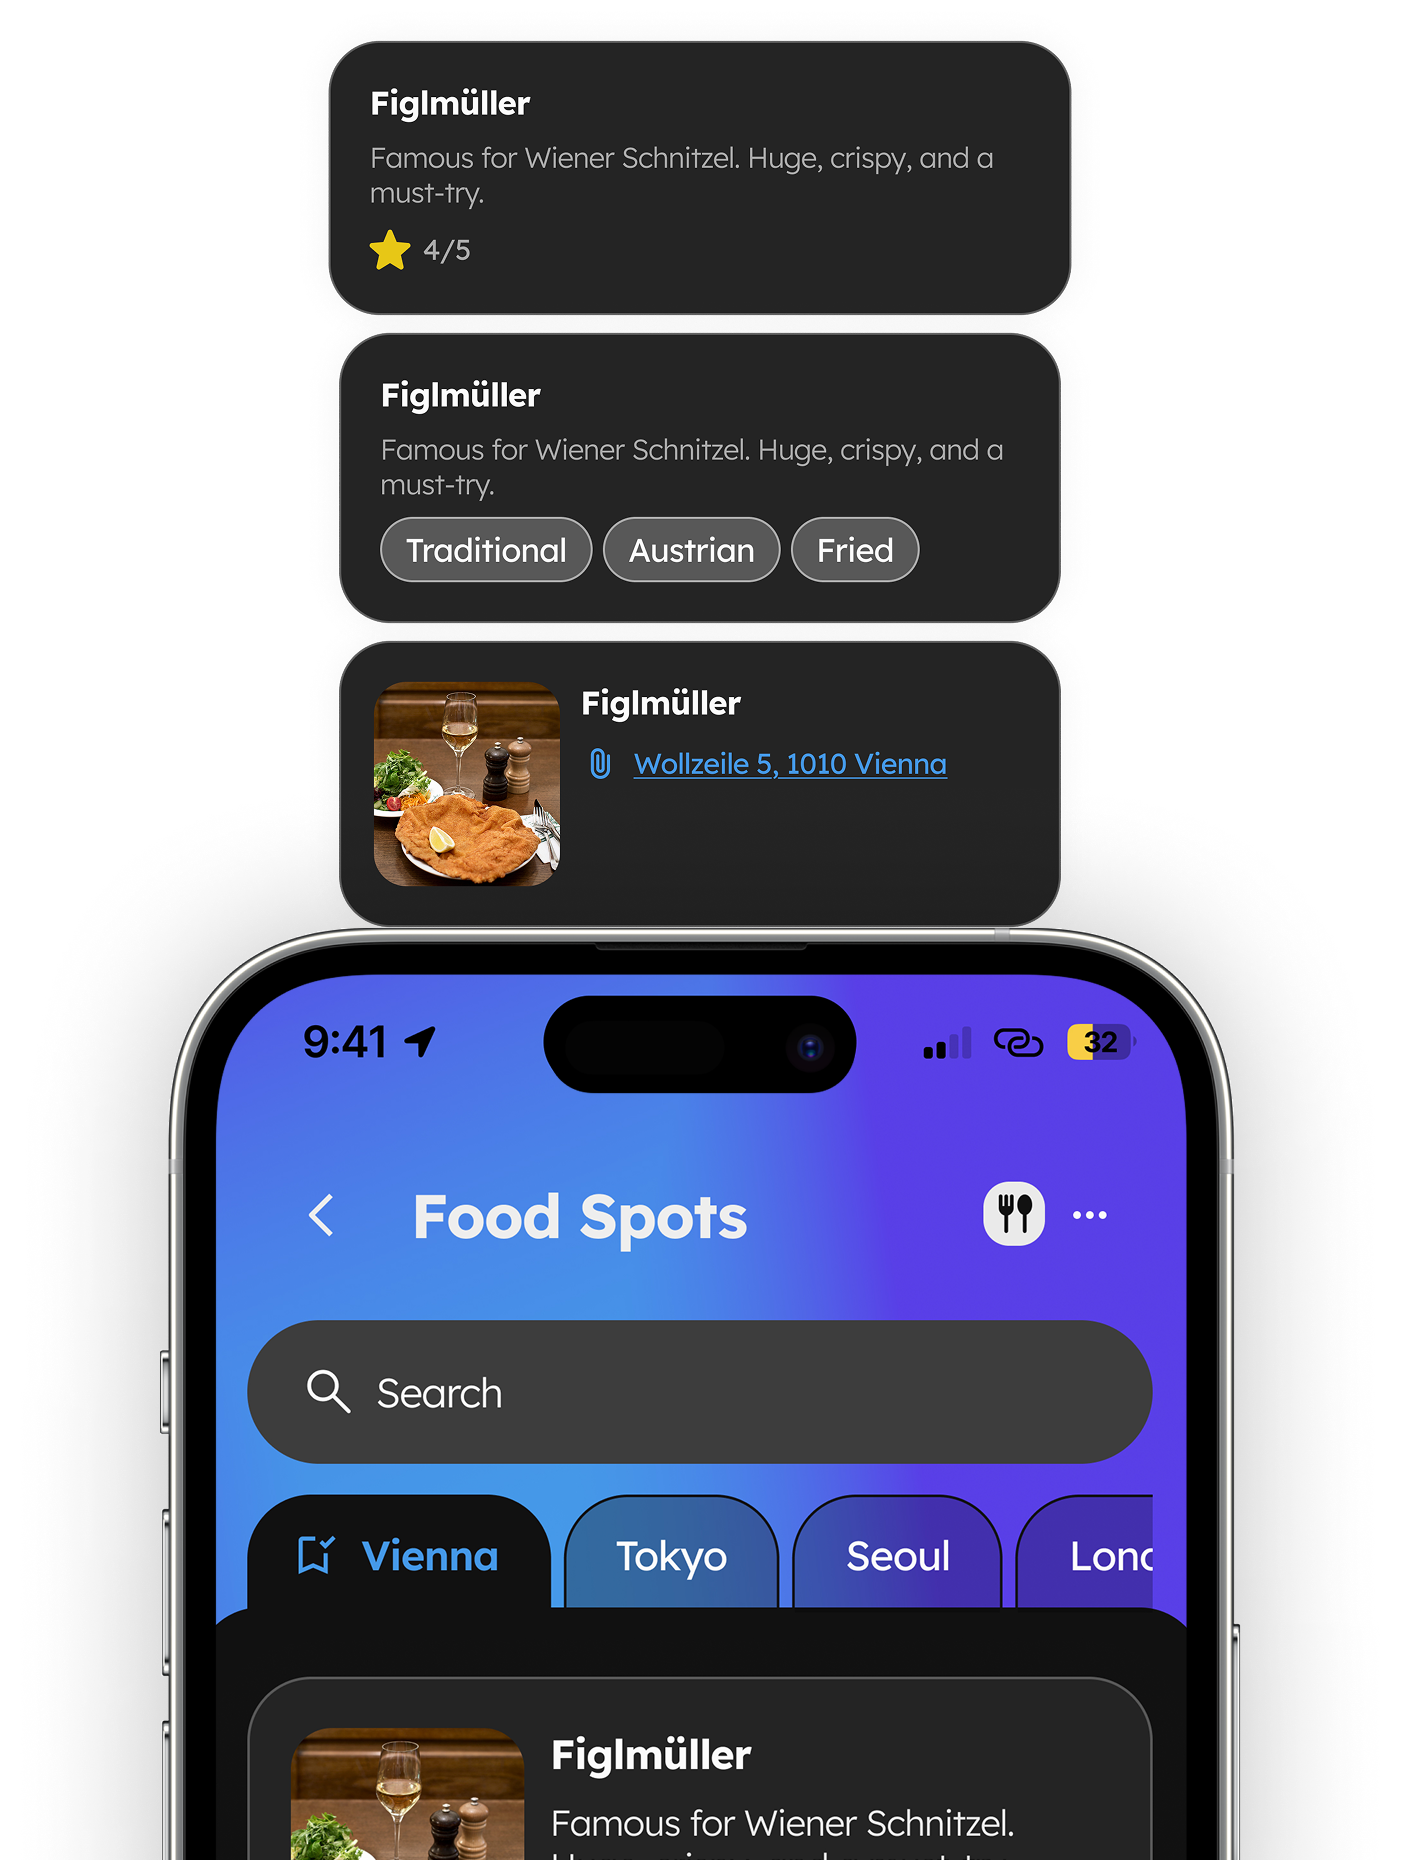 Figlmüller
Famous for Wiener Schnitzel. Huge, crispy, and a
must-try.
4/5
Figlmüller
Famous for Wiener Schnitzel. Huge, crispy, and a
must-try.
Traditional Austrian Fried
Figlmüller
Wollzeile 5, 1010 Vienna
9:41 32
Food Spots
Search
Vienna Tokyo Seoul Lond
Figlmüller
Famous for Wiener Schnitzel.